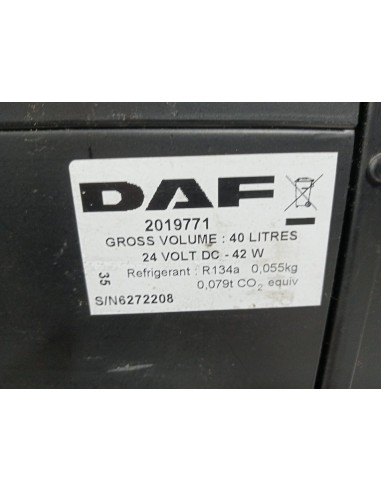 DAF
2019771
GROSS VOLUME : 40 LITRES
24 VOLT DC - 42 W
Refrigerant : R134a 0,055kg
0,079t CO2 equiv
35
S/N6272208